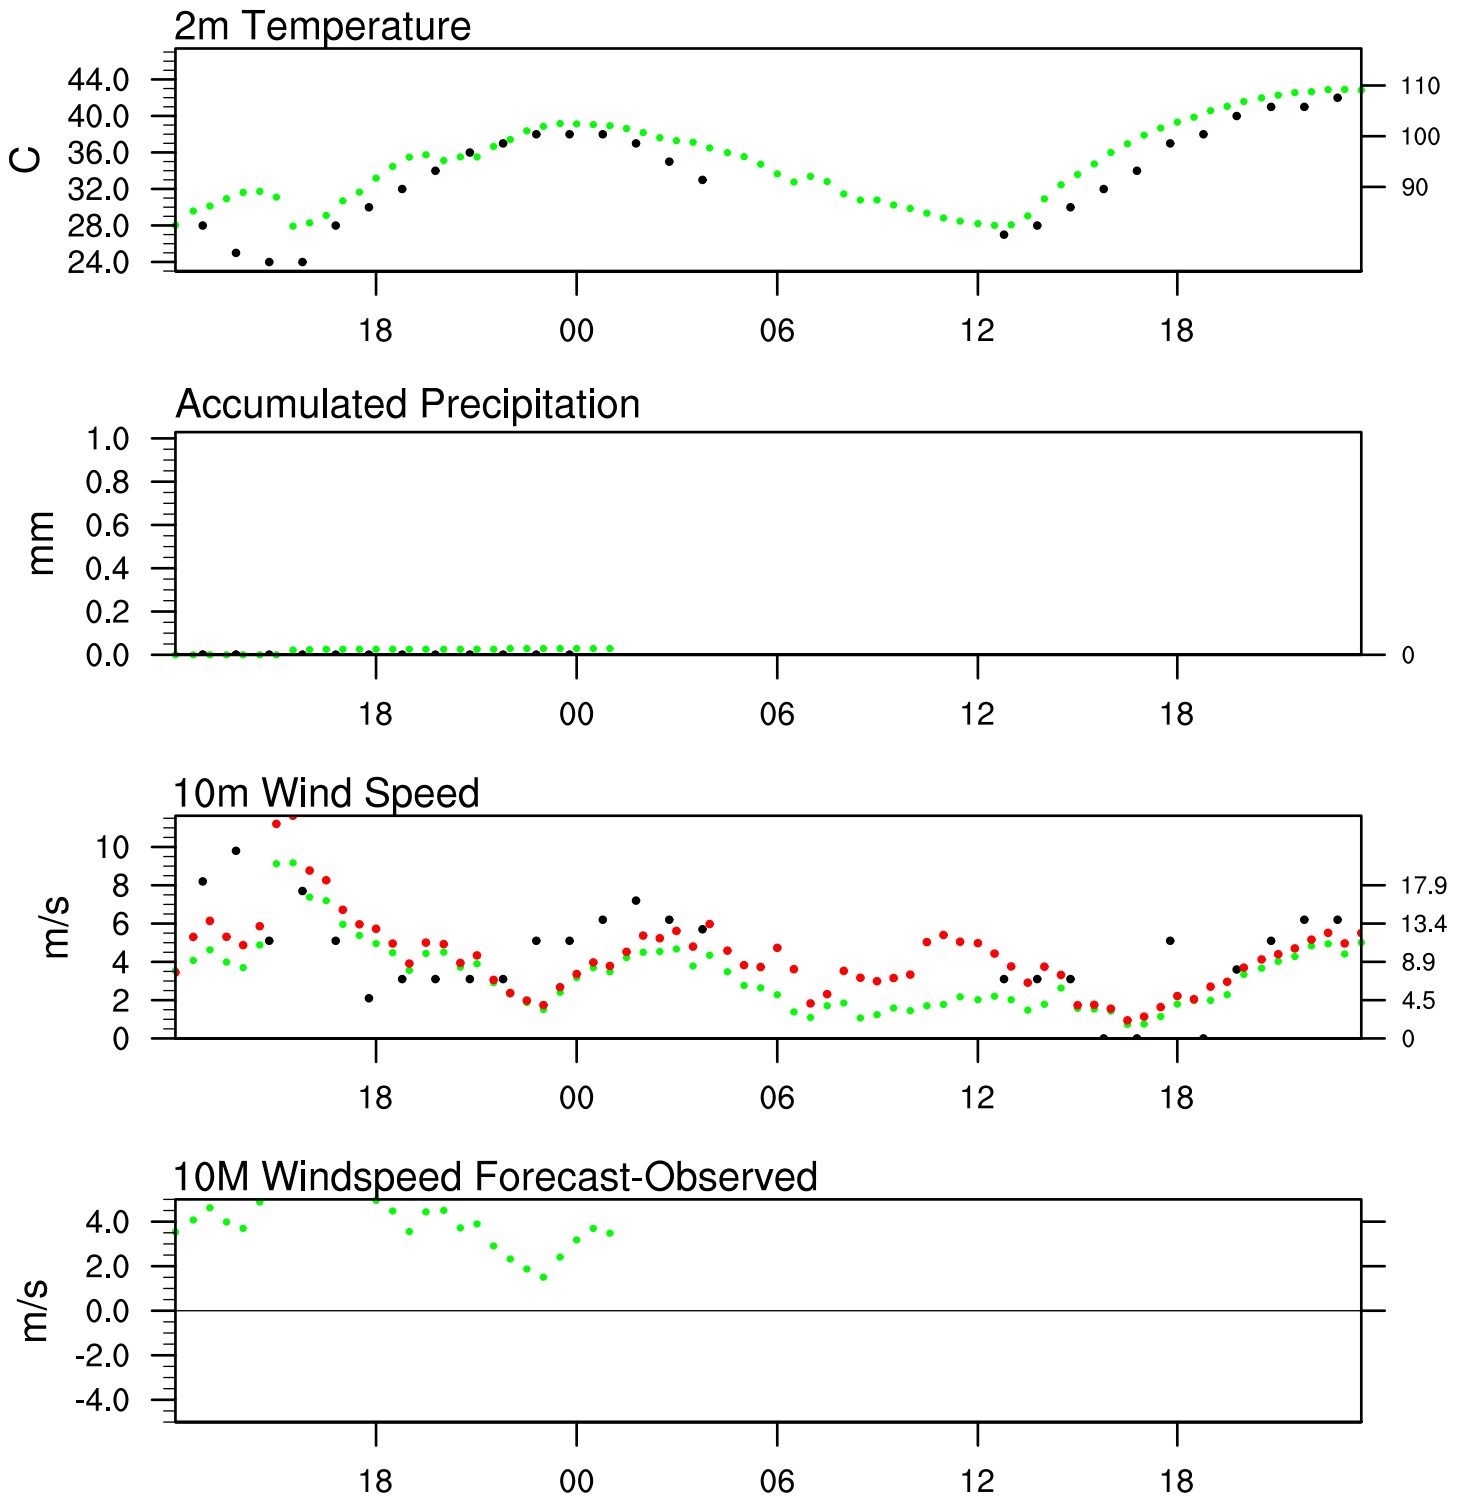 2m Temperature
44.0
40.0
36.0
32.0
28.0
24.0
C
110
100
90
18 00 06 12 18
Accumulated Precipitation
1.0
0.8
0.6
0.4
0.2
0.0
mm
0
18 00 06 12 18
10m Wind Speed
10
8
6
4
2
0
m/s
17.9
13.4
8.9
4.5
0
18 00 06 12 18
10M Windspeed Forecast-Observed
4.0
2.0
0.0
-2.0
-4.0
m/s
18 00 06 12 18